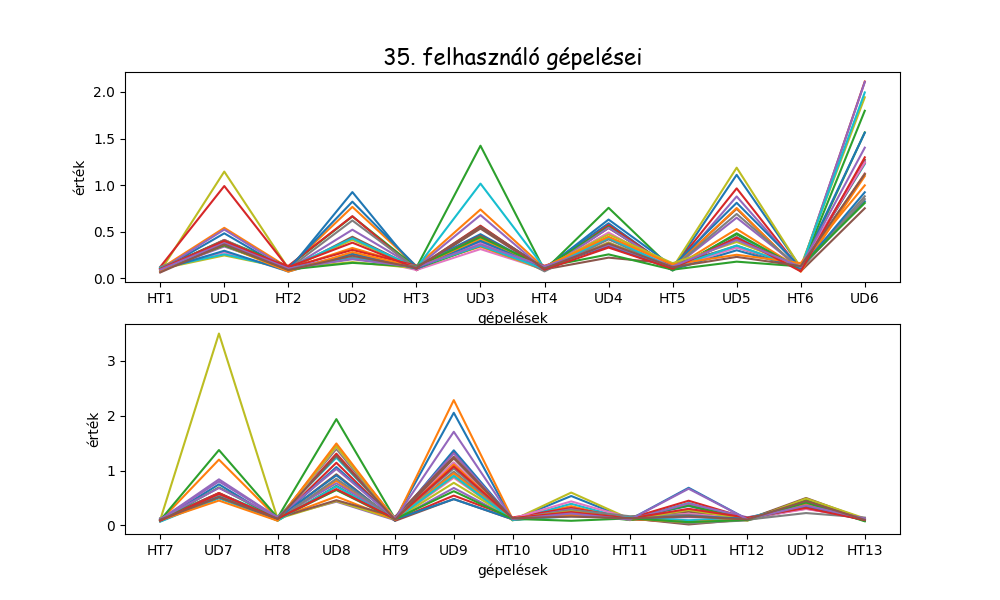 35. felhasználó gépelései
2.0
1.5
1.0
0.5
0.0
érték
HT1 UD1 HT2 UD2 HT3 UD3 HT4 UD4 HT5 UD5 HT6 UD6
gépelések
3
2
1
0
érték
HT7 UD7 HT8 UD8 HT9 UD9 HT10 UD10 HT11 UD11 HT12 UD12 HT13
gépelések